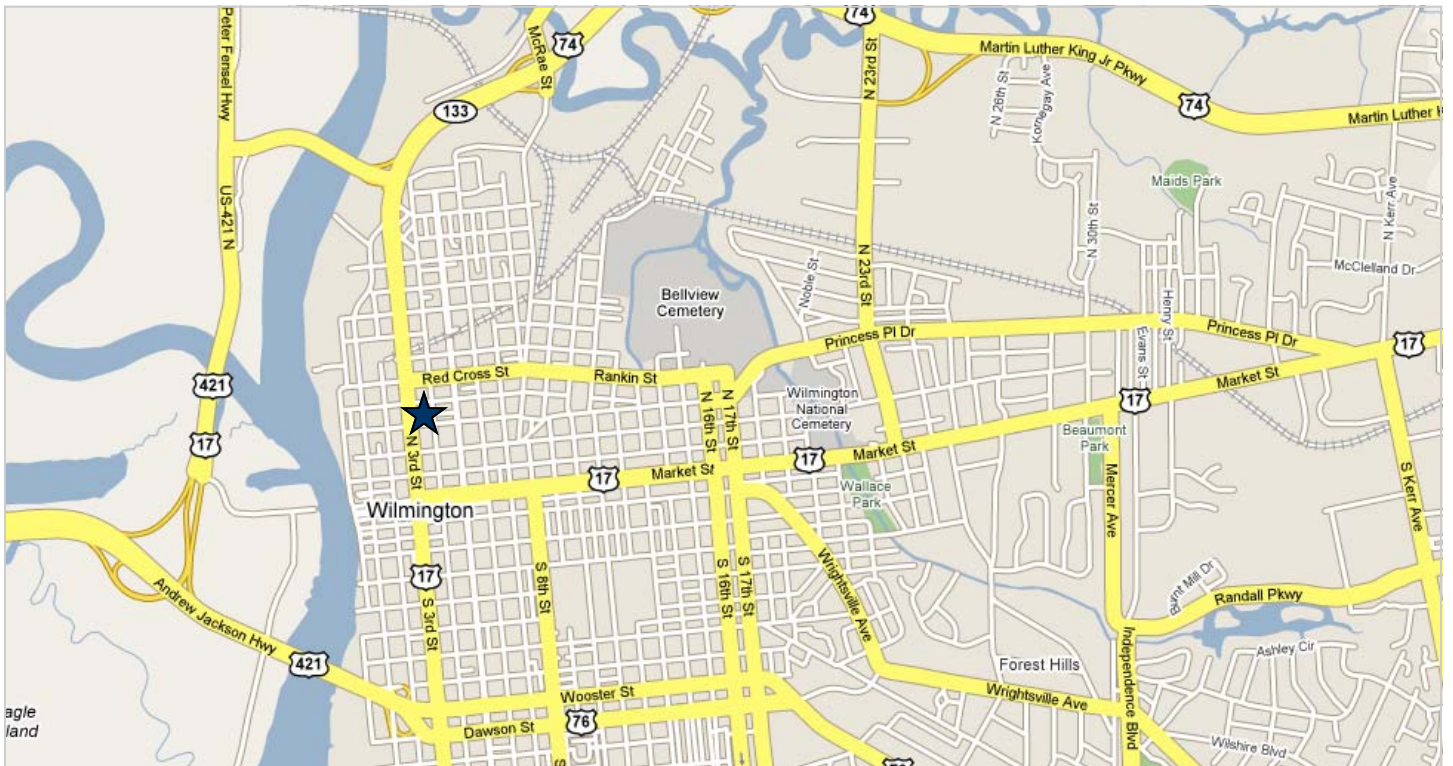 Peter Fensel Hwy
McRae St
74
74
N 23rd St
Martin Luther King Jr Pkwy
N 26th St
Kornegay Ave
74
Martin Luther
133
US-421 N
Maids Park
N Kerr Ave
N 30th St
N 23rd St
Noble St
McClelland Dr
Bellview
Cemetery
Henry St
Princess Pl Dr
Princess Pl Dr
Evans St
17
Red Cross St
Rankin St
421
Market St
17
N 16th St
N 17th St
Wilmington
National
Cemetery
Beaumont
Park
17
N 3rd St
Market St
17
Market St
17
Wallace
Park
Mercer Ave
S Kerr Ave
Wilmington
17
S 8th St
S 16th St
S 17th St
Wrightsville Ave
Mill Dr
Randall Pkwy
Andrew Jackson Hwy
S 3rd St
Ashley Cir
421
Forest Hills
Independence Blvd
Wooster St
Wrightsville Ave
76
Dawson St
Wilshire Blvd